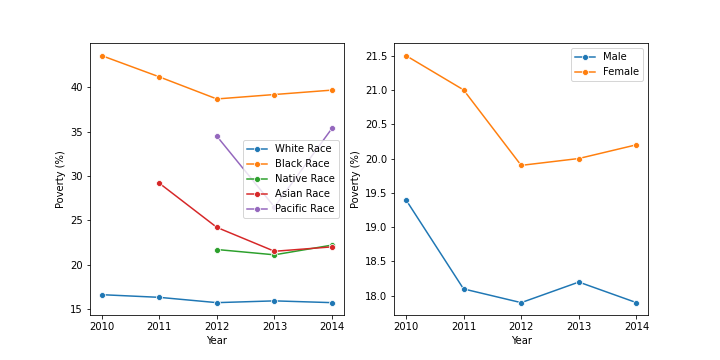 40
35
30
25
20
15
Poverty (%)
2010 2011 2012 2013 2014
Year
White Race
Black Race
Native Race
Asian Race
Pacific Race
21.5
21.0
20.5
20.0
19.5
19.0
18.5
18.0
Poverty (%)
2010 2011 2012 2013 2014
Year
Male
Female